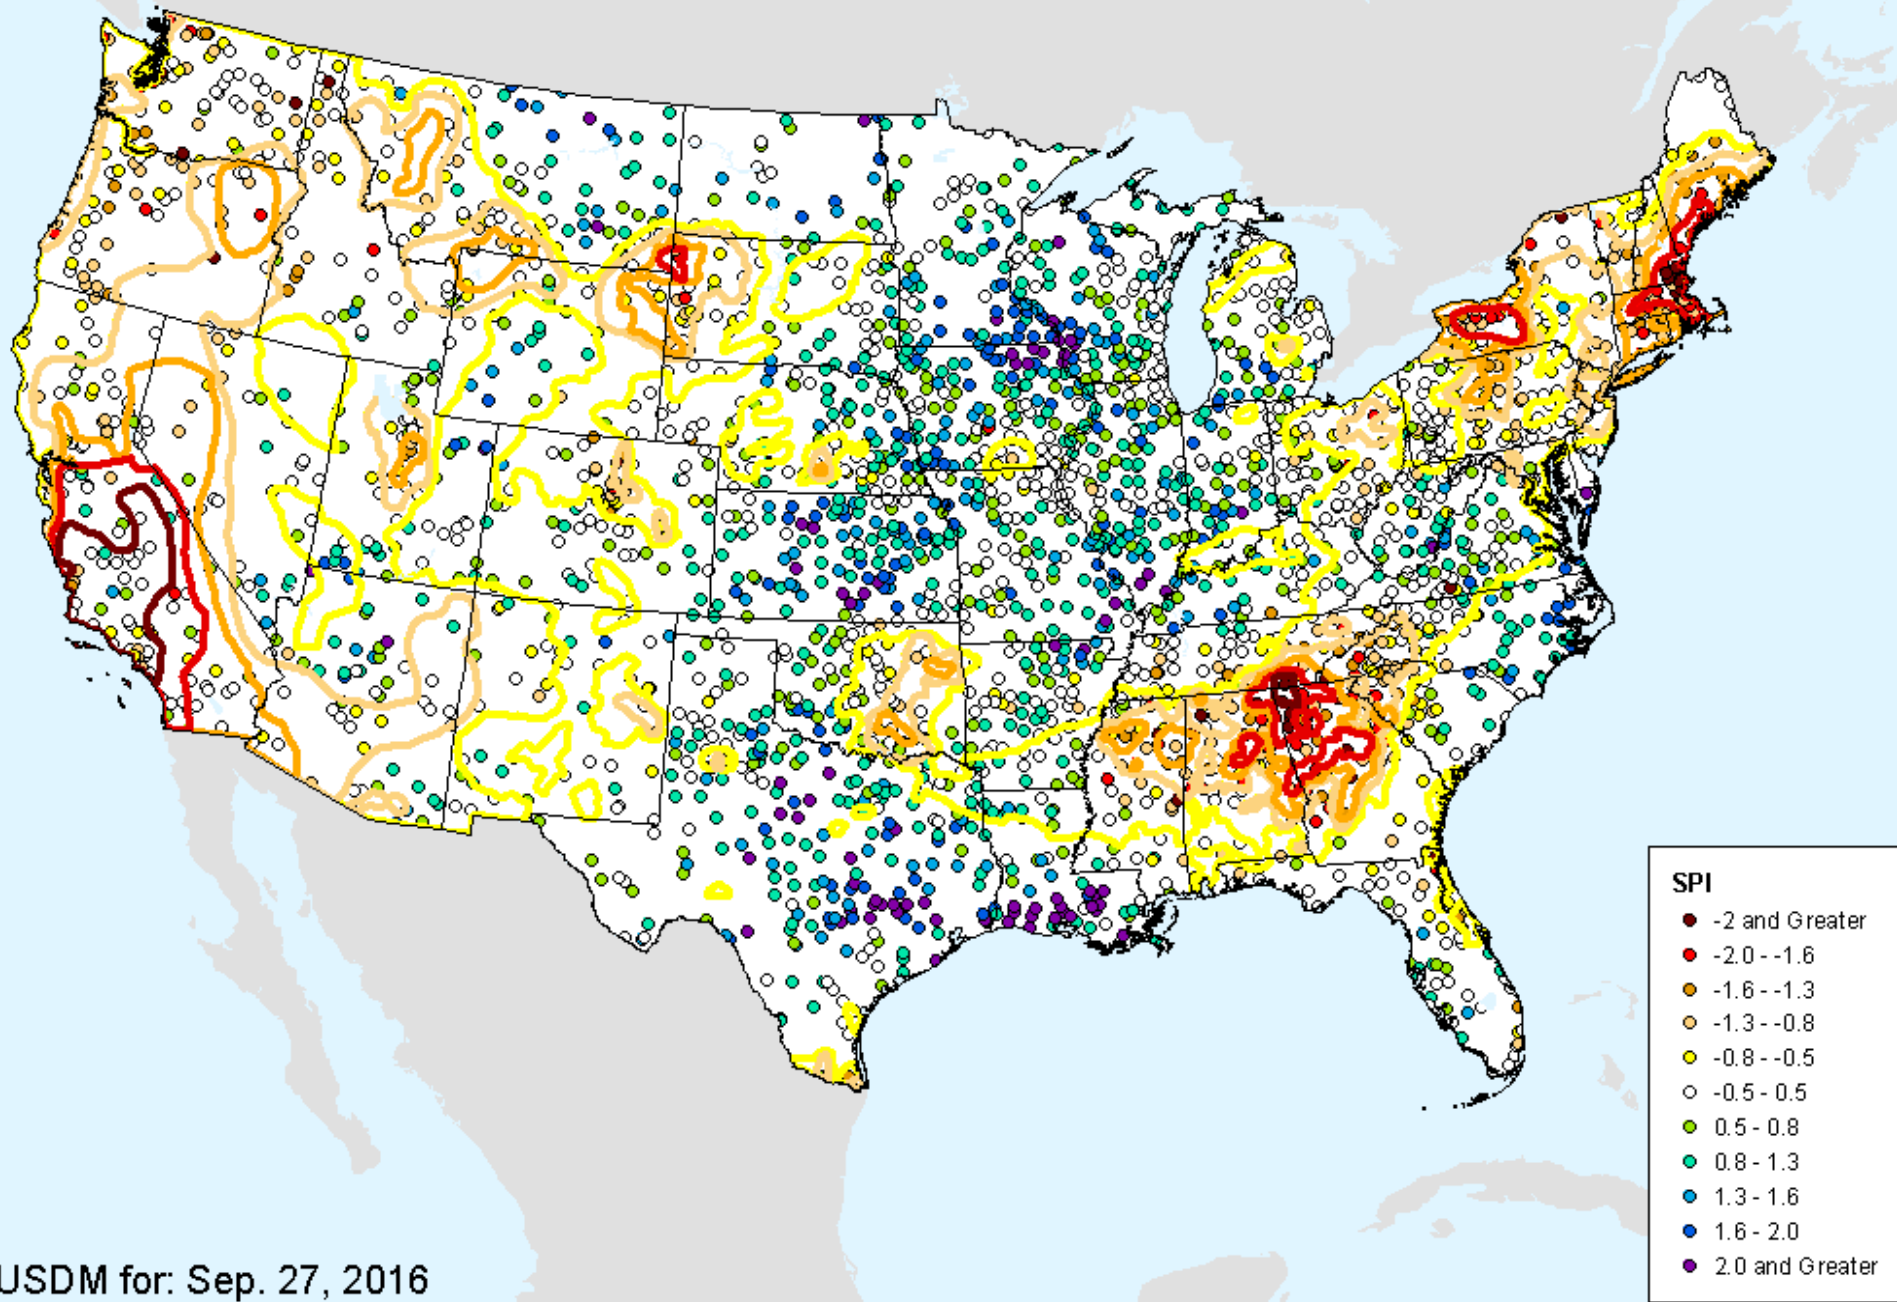 SPI
-2 and Greater
-2.0 - -1.6
-1.6 - -1.3
-1.3 - -0.8
-0.8 - -0.5
-0.5 - 0.5
0.5 - 0.8
0.8 - 1.3
1.3 - 1.6
1.6 - 2.0
2.0 and Greater
USDM for: Sep. 27, 2016